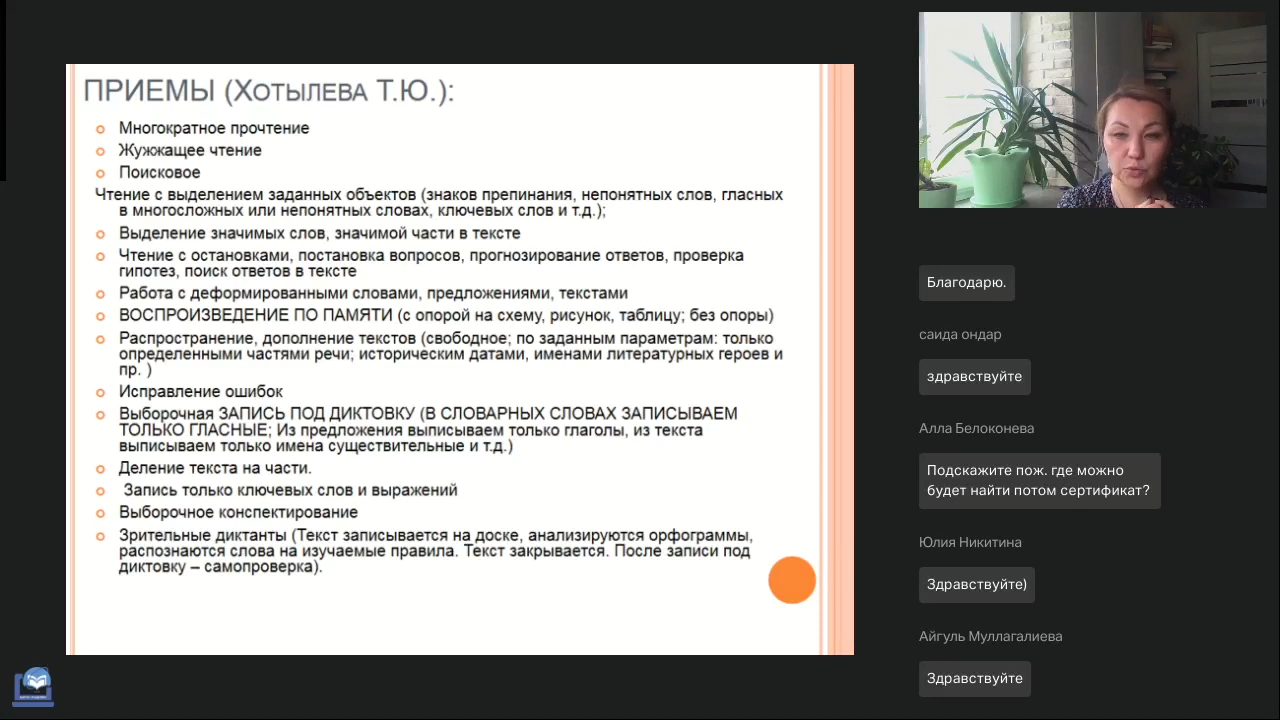 ПРИЕМЫ (ХОТЫЛЕВА Т.Ю.):
Многократное прочтение
Жужжащее чтение
Поисковое
Чтение с выделением заданных объектов (знаков препинания, непонятных слов, гласных
в многосложных или непонятных словах, ключевых слов и т.д.);
Выделение значимых слов, значимой части в тексте
Чтение с остановками, постановка вопросов, прогнозирование ответов, проверка
гипотез, поиск ответов в тексте
Работа с деформированными словами, предложениями, текстами
ВОСПРОИЗВЕДЕНИЕ ПО ПАМЯТИ (с опорой на схему, рисунок, таблицу; без опоры)
Распространение, дополнение текстов (свободное; по заданным параметрам: только
определенными частями речи; историческим датами, именами литературных героев и
пр. )
Исправление ошибок
Выборочная ЗАПИСЬ ПОД ДИКТОВКУ (В СЛОВАРНЫХ СЛОВАХ ЗАПИСЫВАЕМ
ТОЛЬКО ГЛАСНЫЕ; Из предложения выписываем только глаголы, из текста
выписываем только имена существительные и т.д.)
Деление текста на части.
Запись только ключевых слов и выражений
Выборочное конспектирование
Зрительные диктанты (Текст записывается на доске, анализируются орфограммы,
распознаются слова на изучаемые правила. Текст закрывается. После записи под
диктовку – самопроверка).
Благодарю.
саида ондар
здравствуйте
Алла Белоконева
Подскажите пож. где можно
будет найти потом сертификат?
Юлия Никитина
Здравствуйте)
Айгуль Муллагалиева
Здравствуйте